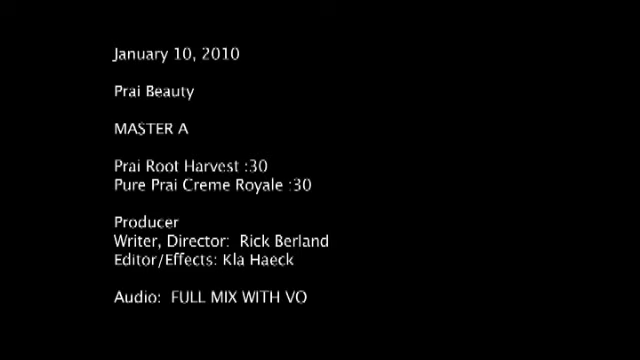 January 10, 2010
Prai Beauty
MASTER A
Prai Root Harvest :30
Pure Prai Creme Royale :30
Producer
Writer, Director:  Rick Berland
Editor/Effects: Kla Haeck
Audio:  FULL MIX WITH VO